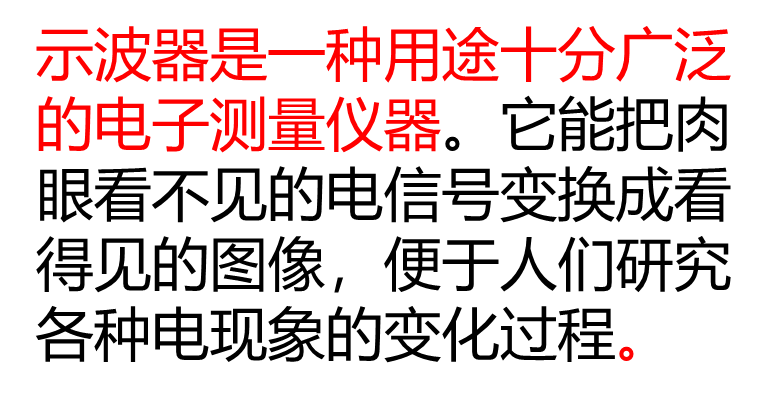 示波器是一种用途十分广泛
的电子测量仪器。它能把肉
眼看不见的电信号变换成看
得见的图像，便于人们研究
各种电现象的变化过程。